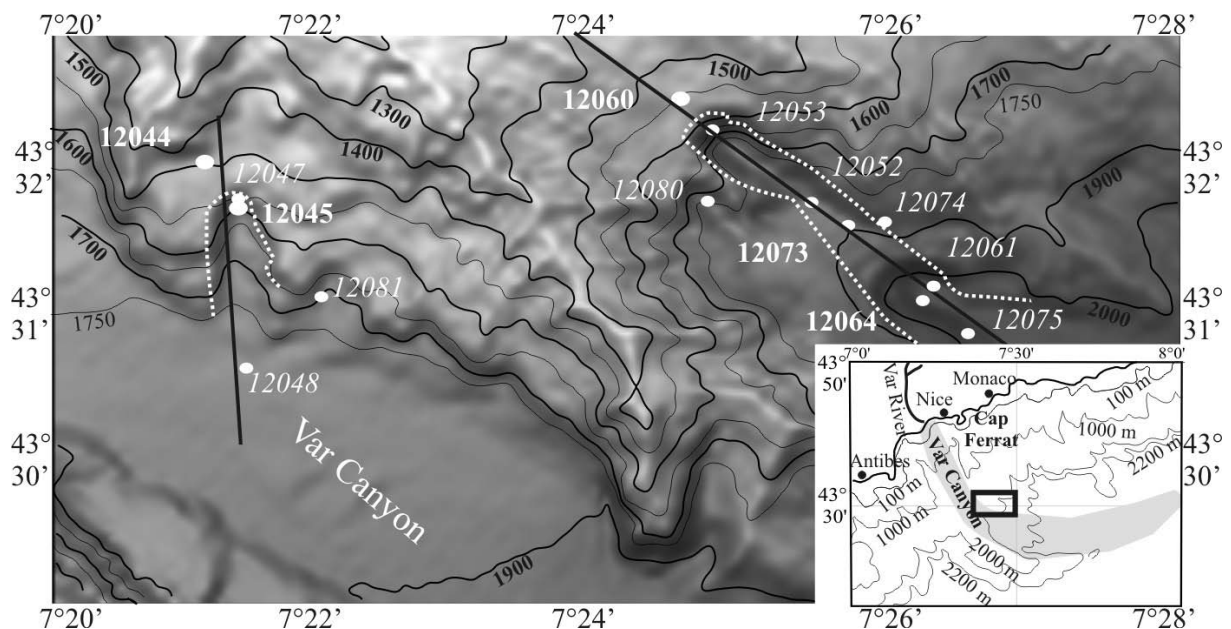 7°20’ 7°22’ 7°24’ 7°26’ 7°28’
1500
1300
1500
1700
1750
12060
12053
1600
12044
1600
1400
43°
32’
43°
32’
12047
12052
1900
12080
12074
12045
1700
12073
12061
12081
43°
31’
43°
31’
1750
12064
12075
2000
12048
Var Canyon
43°
30’
43°
30’
1900
7°0' 7°30' 8°0'
43°
50'
Var River
Monaco
Nice
100 m
Cap
Ferrat
1000 m
2200 m
Antibes
Var Canyon
100 m
43°
30'
1000 m
2000 m
2200 m
7°20’ 7°22’ 7°24’ 7°26’ 7°28’